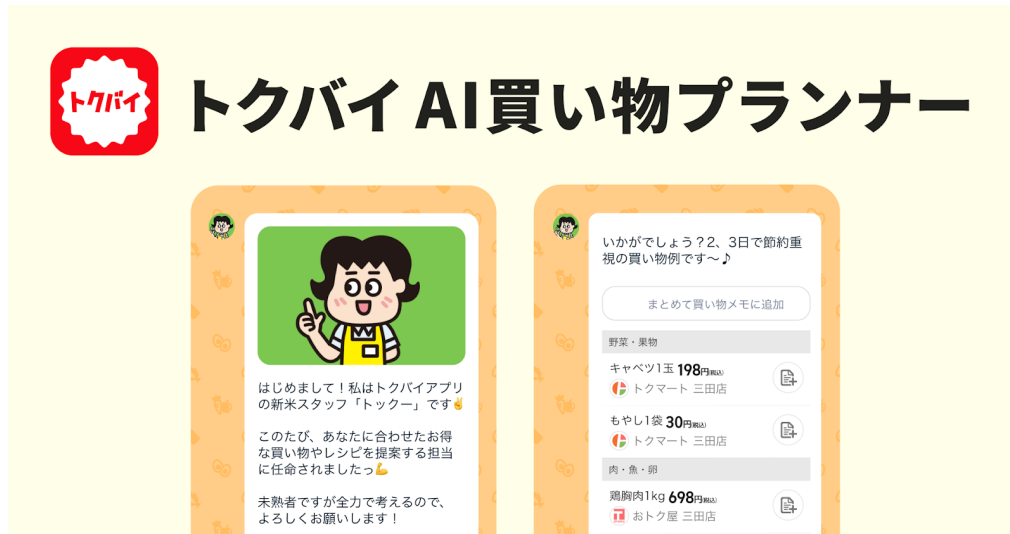 トクバイ
トクバイ AI買い物プランナー
はじめまして！私はトクバイアプリ
の新米スタッフ「トックー」です✌️
このたび、あなたに合わせたお得
な買い物やレシピを提案する担当
に任命されましたっ💪
未熟者ですが全力で考えるので、
よろしくお願いします！
いかがでしょう？2、3日で節約重
視の買い物例です〜♪
まとめて買い物メモに追加
野菜・果物
キャベツ1玉 198円(税込)
トクマート 三田店
もやし1袋 30円(税込)
トクマート 三田店
肉・魚・卵
鶏胸肉1kg 698円(税込)
T おトク屋 三田店